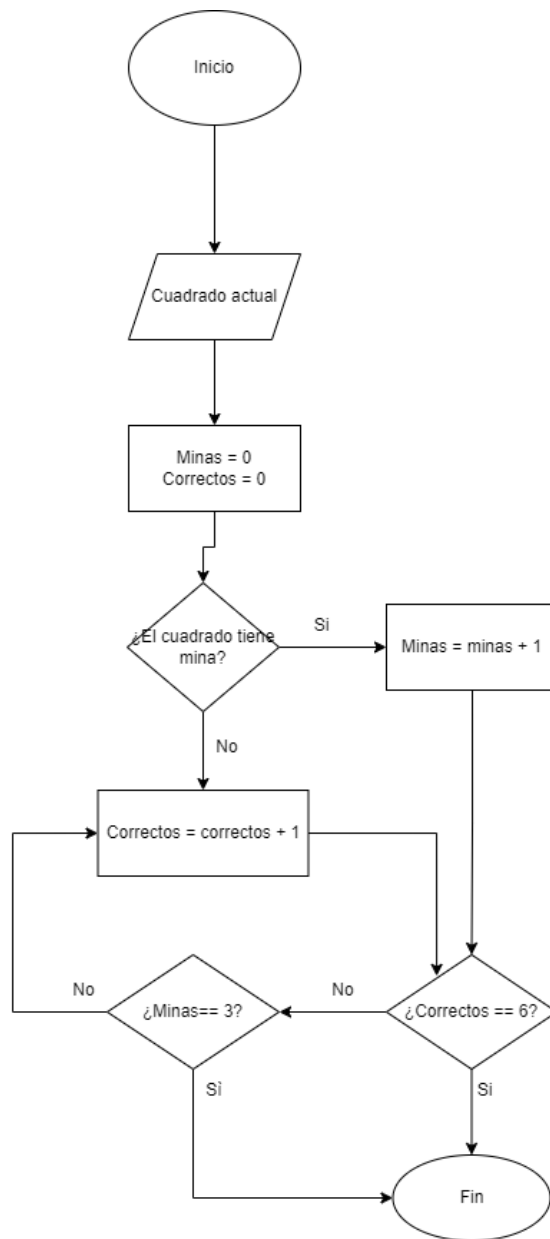 Inicio
Cuadrado actual
Minas = 0
Correctos = 0
¿El cuadrado tiene
mina?
Si
Minas = minas + 1
No
Correctos = correctos + 1
No
¿Minas== 3?
No
¿Correctos == 6?
Sì
Si
Fin